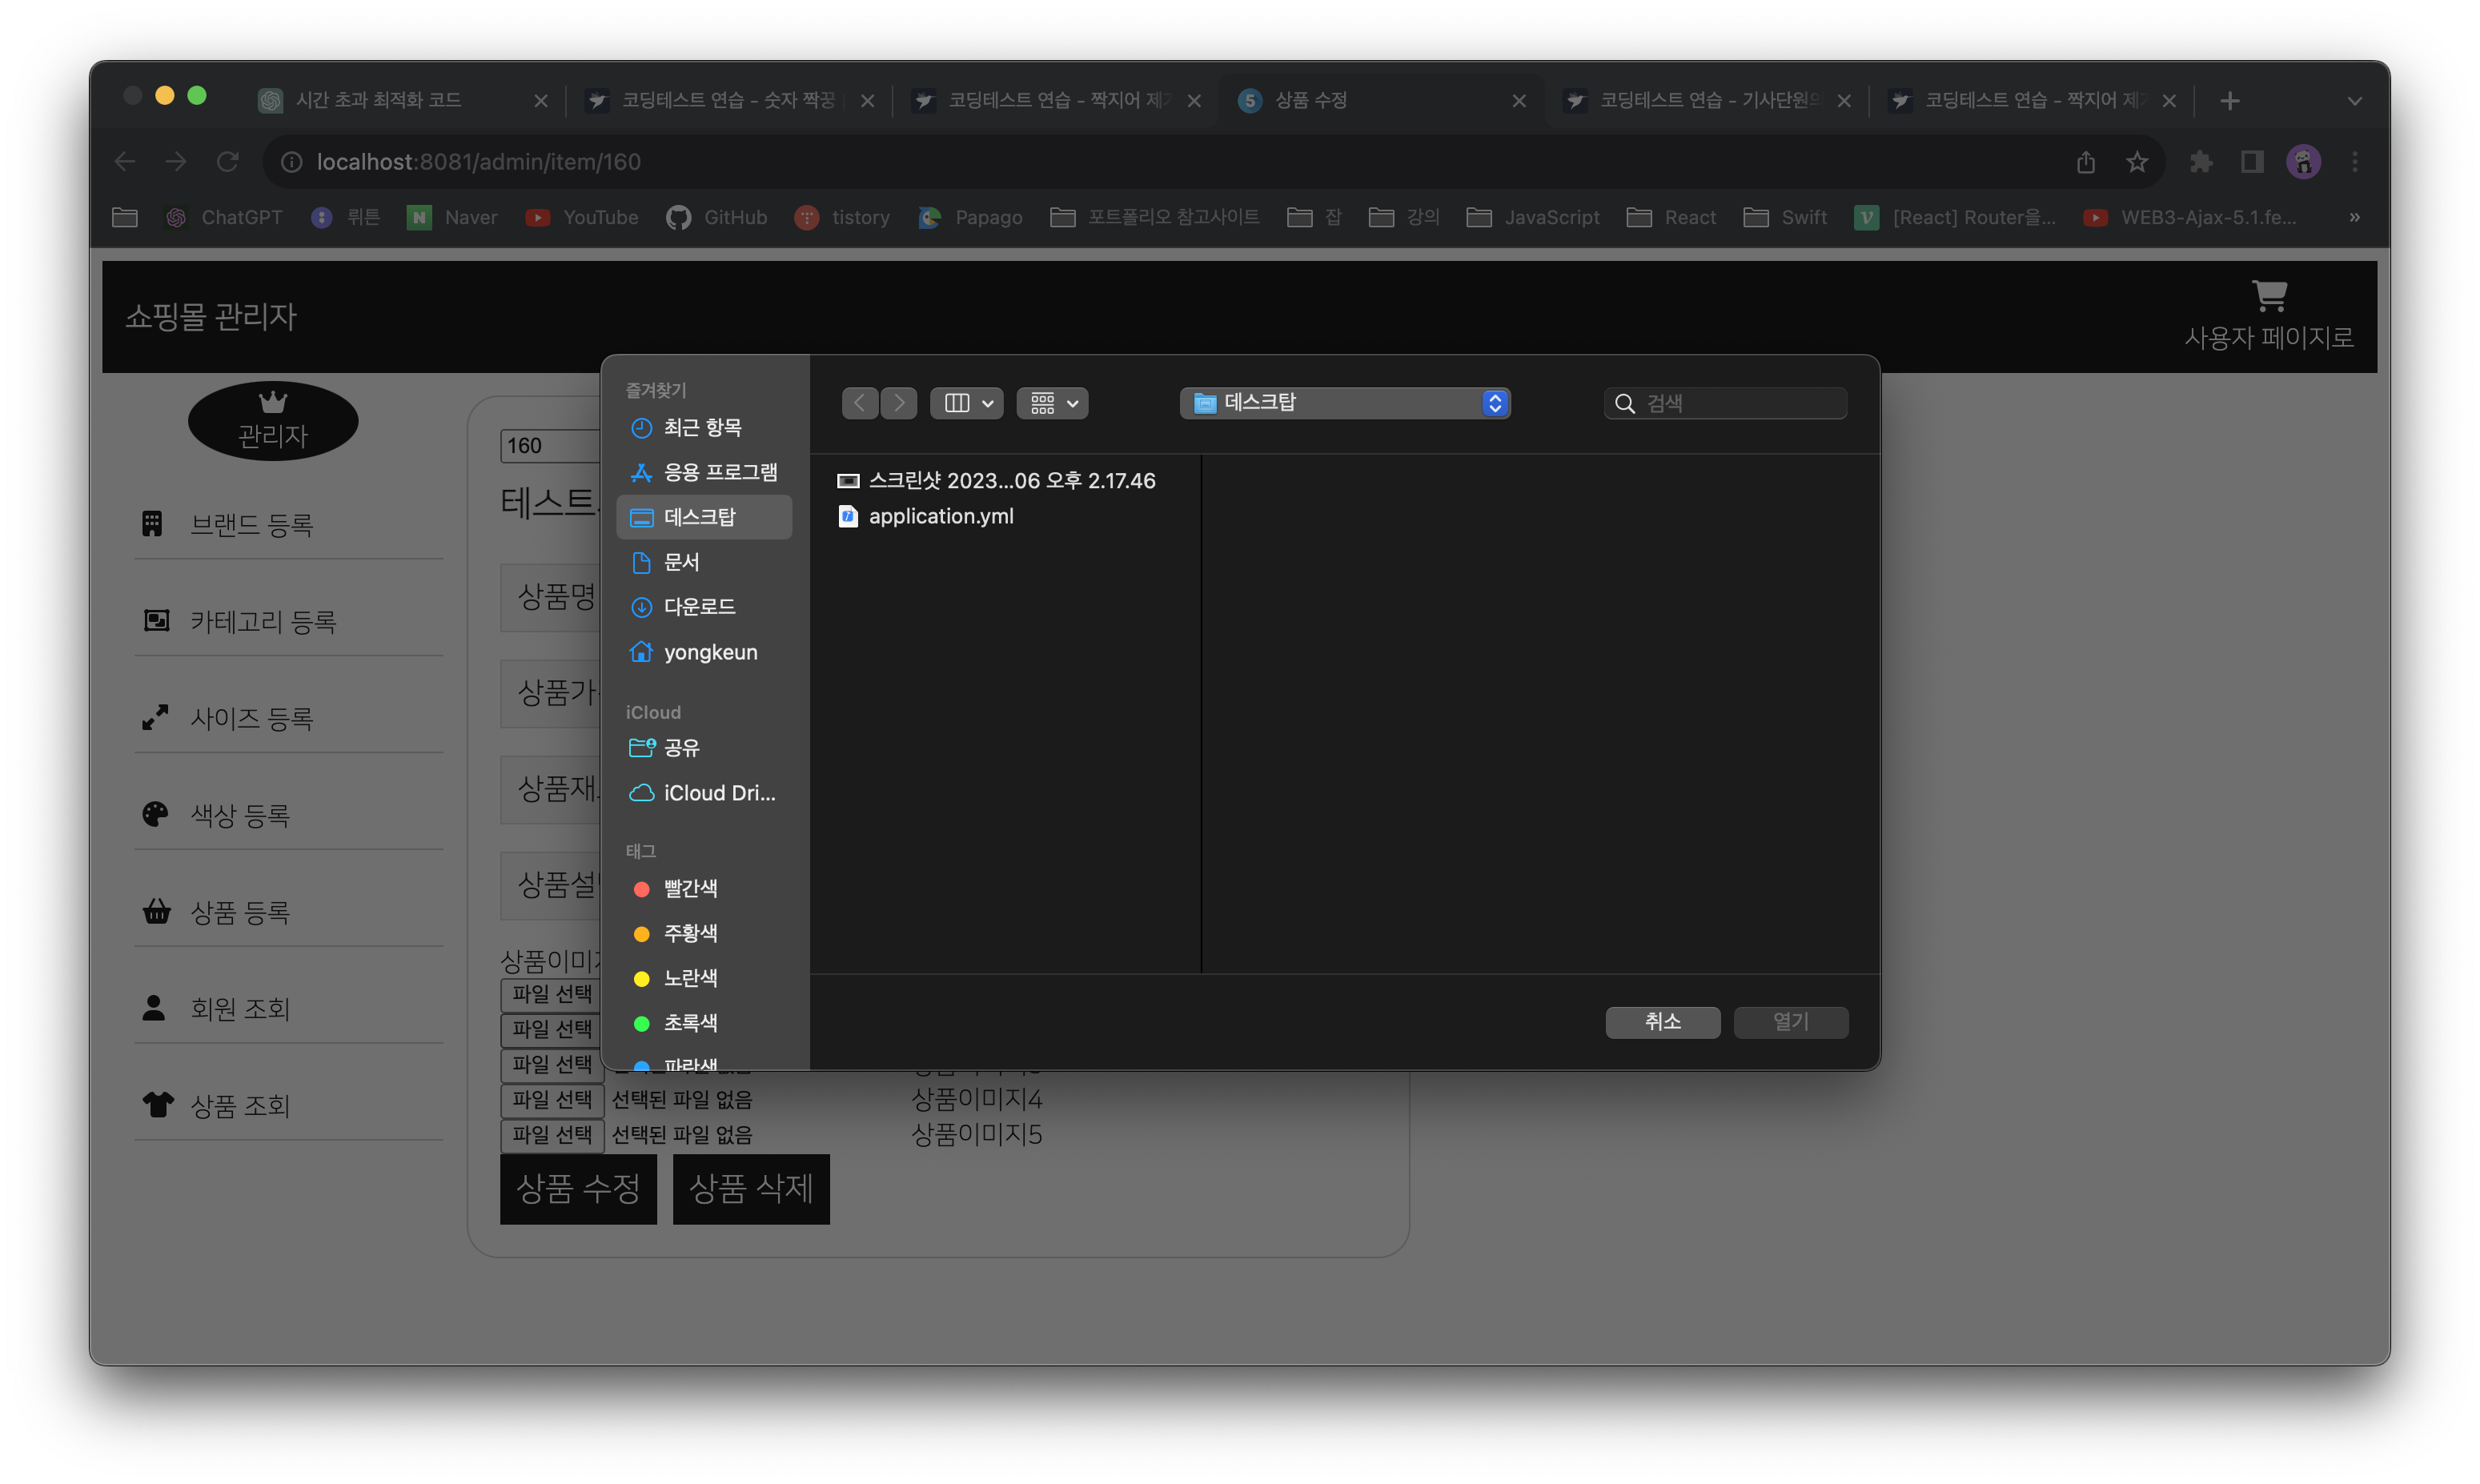 시간 초과 최적화 코드
코딩테스트 연습 - 숫자 짝꿍
코딩테스트 연습 - 짝지어 제거
5 상품 수정
코딩테스트 연습 - 기사단원의
코딩테스트 연습 - 짝지어 제거
localhost:8081/admin/item/160
ChatGPT
뤼튼
N Naver
YouTube
GitHub
tistory
Papago
포트폴리오 참고사이트
잡
강의
JavaScript
React
Swift
[React] Router을...
WEB3-Ajax-5.1.fe...
쇼핑몰 관리자
사용자 페이지로
관리자
브랜드 등록
카테고리 등록
사이즈 등록
색상 등록
상품 등록
회원 조회
상품 조회
160
테스트
상품명
상품가
상품재
상품설
상품이미지
파일 선택
파일 선택
파일 선택
파일 선택 선택된 파일 없음 상품이미지4
파일 선택 선택된 파일 없음 상품이미지5
상품 수정 상품 삭제
즐겨찾기
최근 항목
응용 프로그램
데스크탑
문서
다운로드
yongkeun
iCloud
공유
iCloud Dri...
태그
빨간색
주황색
노란색
초록색
파란색
데스크탑
검색
스크린샷 2023...06 오후 2.17.46
application.yml
취소 열기